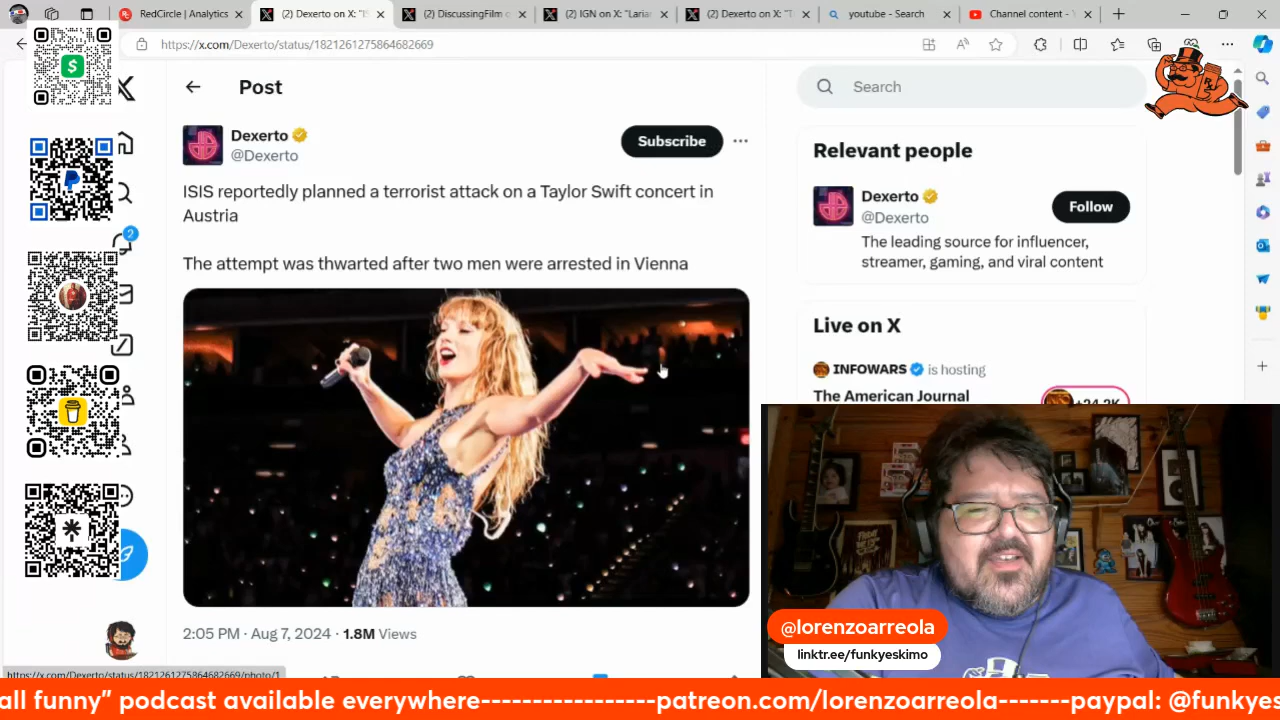 RedCircle | Analytics
(2) Dexerto on X: "IS
(2) DiscussingFilm o
(2) IGN on X: "Larian
(2) Dexerto on X: "T
youtube - Search
Channel content - Y
https://x.com/Dexerto/status/1821261275864682669
Post
Search
Dexerto
@Dexerto
Subscribe
ISIS reportedly planned a terrorist attack on a Taylor Swift concert in
Austria
The attempt was thwarted after two men were arrested in Vienna
2
2:05 PM · Aug 7, 2024 · 1.8M Views
Relevant people
Dexerto
@Dexerto
Follow
The leading source for influencer,
streamer, gaming, and viral content
Live on X
INFOWARS is hosting
The American Journal
+24.2K
@lorenzoarreola
linktr.ee/funkyeskimo
https://x.com/Dexerto/status/1821261275864682669/photo/1
all funny” podcast available everywhere-----------------patreon.com/lorenzoarreola-------paypal: @funkyes